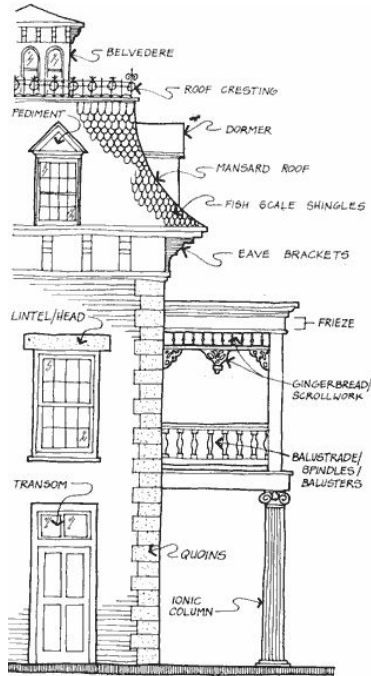 BELVEDERE
ROOF CRESTING
PEDIMENT
DORMER
MANSARD ROOF
FISH SCALE SHINGLES
EAVE BRACKETS
LINTEL/HEAD
FRIEZE
GINGERBREAD/
SCROLLWORK
BALUSTRADE/
SPINDLES/
BALUSTERS
TRANSOM
QUOINS
IONIC
COLUMN